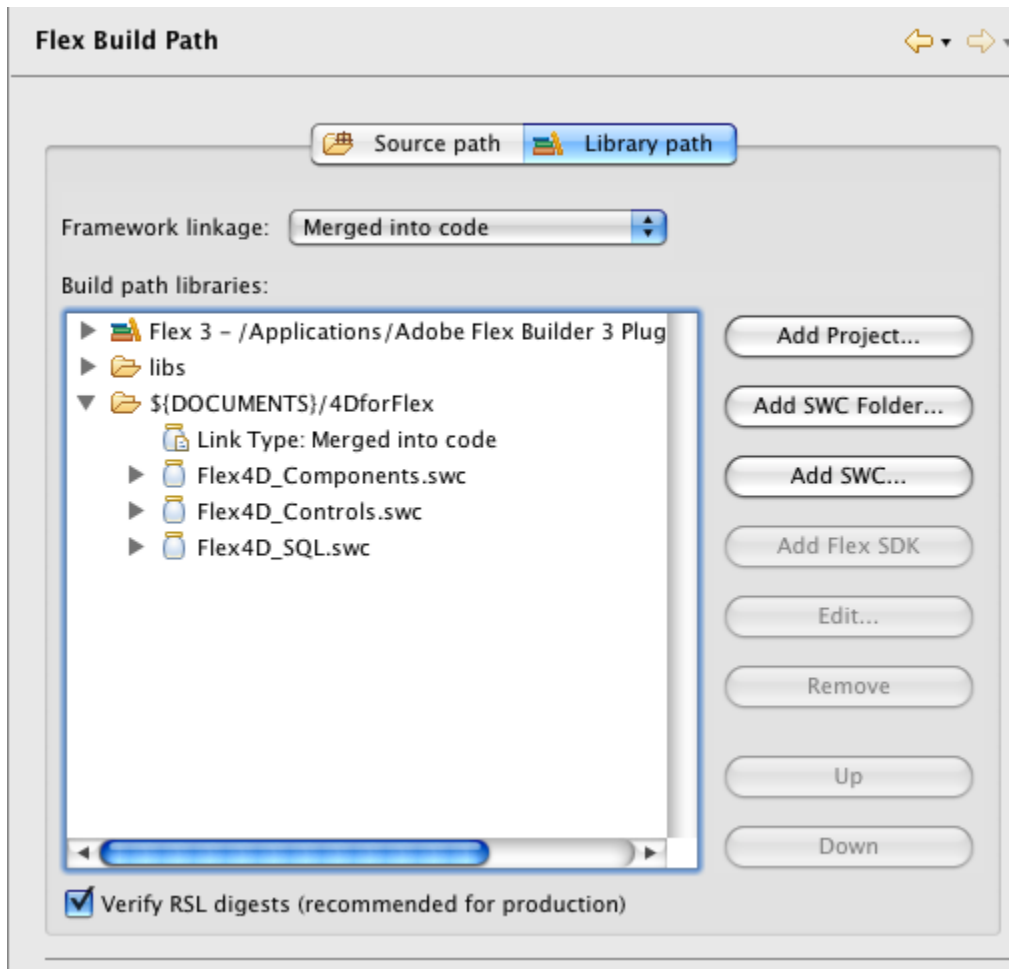 Flex Build Path
Source path
Library path
Framework linkage: Merged into code
Build path libraries:
Flex 3 – /Applications/Adobe Flex Builder 3 Plug
libs
${DOCUMENTS}/4DforFlex
Link Type: Merged into code
Flex4D_Components.swc
Flex4D_Controls.swc
Flex4D_SQL.swc
Add Project...
Add SWC Folder...
Add SWC...
Add Flex SDK
Edit...
Remove
Up
Down
Verify RSL digests (recommended for production)